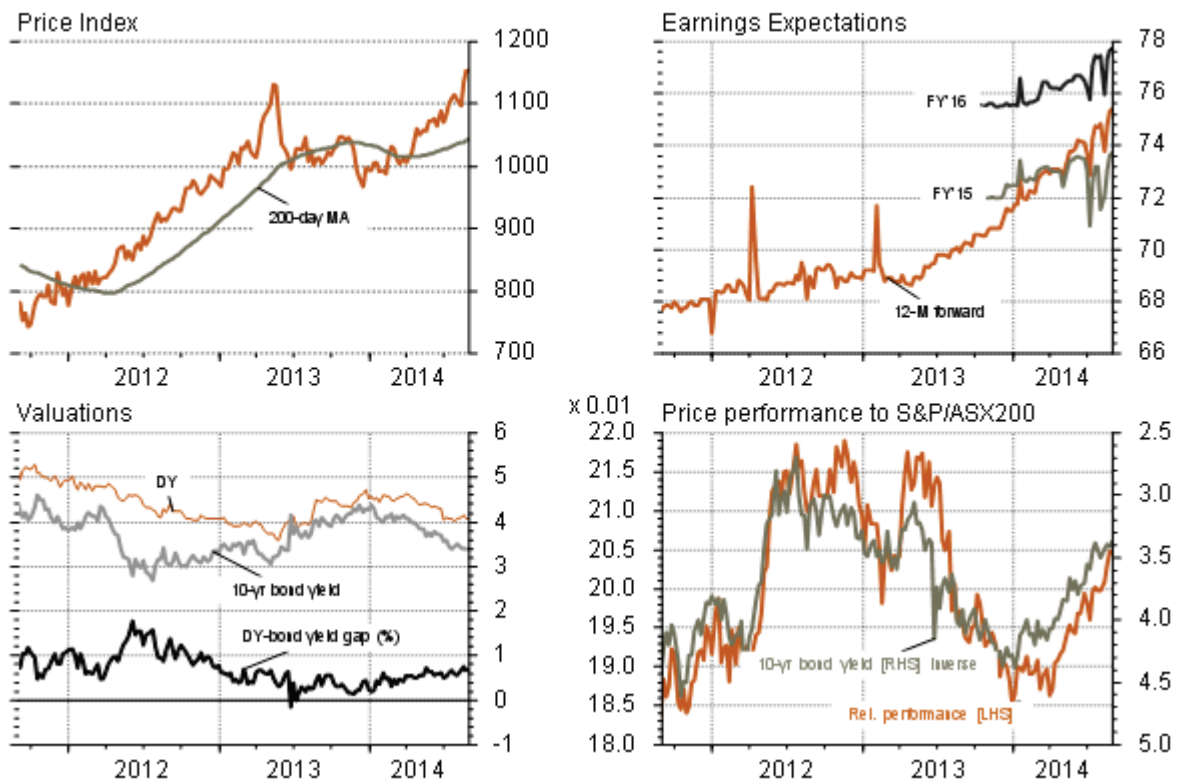 Price Index
1200
1100
1000
900
800
700
200-day MA
2012 2013 2014
Earnings Expectations
78
76
74
72
70
68
66
FY'16
FY'15
12-M forward
2012 2013 2014
Valuations
6
5
4
3
2
1
0
-1
DY
10-yr bond yield
DY-bond yield gap (%)
2012 2013 2014
x 0.01
Price performance to S&P/ASX200
22.0
21.5
21.0
20.5
20.0
19.5
19.0
18.5
18.0
2.5
3.0
3.5
4.0
4.5
5.0
10-yr bond yield [RHS] Inverse
Rel. performance [LHS]
2012 2013 2014